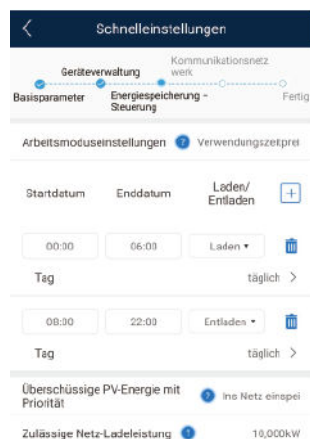 Schnelleinstellungen
Kommunikationsnetz
Geräteverwaltung
werk
Basisparameter
Energiespeicherung –
Steuerung
Fertig
Arbeitsmoduseinstellungen ? Verwendungszeitprei
Startdatum Enddatum Laden/
Entladen +
00:00 06:00 Laden
Tag täglich >
08:00 22:00 Entladen
Tag täglich >
Überschüssige PV-Energie mit
Priorität ? Ins Netz einspei
Zulässige Netz-Ladeleistung ? 10,000kW